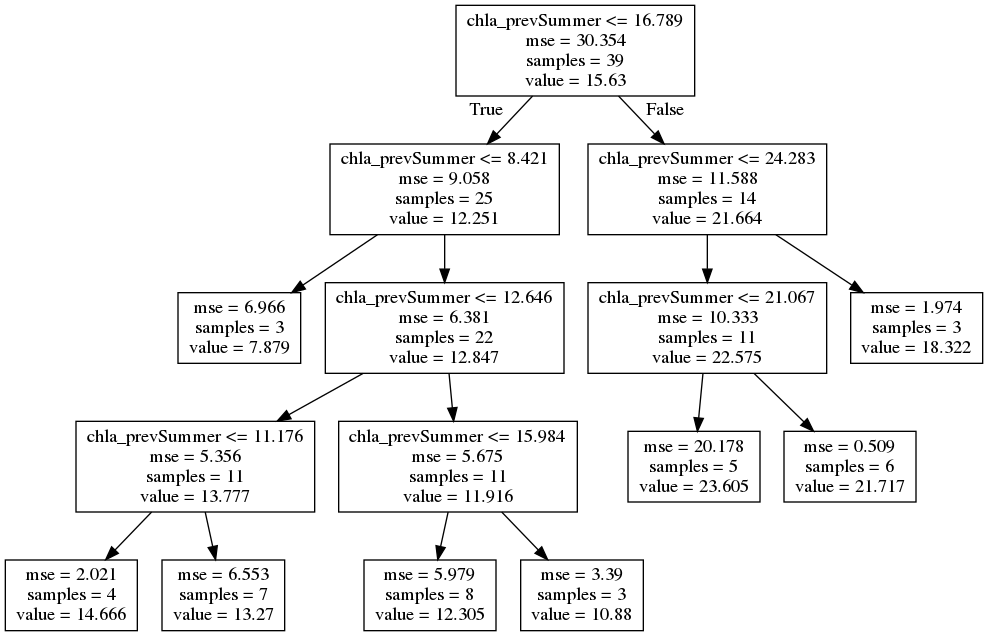 chla_prevSummer <= 16.789
mse = 30.354
samples = 39
value = 15.63
True
False
chla_prevSummer <= 8.421
mse = 9.058
samples = 25
value = 12.251
chla_prevSummer <= 24.283
mse = 11.588
samples = 14
value = 21.664
mse = 6.966
samples = 3
value = 7.879
chla_prevSummer <= 12.646
mse = 6.381
samples = 22
value = 12.847
chla_prevSummer <= 21.067
mse = 10.333
samples = 11
value = 22.575
mse = 1.974
samples = 3
value = 18.322
chla_prevSummer <= 11.176
mse = 5.356
samples = 11
value = 13.777
chla_prevSummer <= 15.984
mse = 5.675
samples = 11
value = 11.916
mse = 20.178
samples = 5
value = 23.605
mse = 0.509
samples = 6
value = 21.717
mse = 2.021
samples = 4
value = 14.666
mse = 6.553
samples = 7
value = 13.27
mse = 5.979
samples = 8
value = 12.305
mse = 3.39
samples = 3
value = 10.88